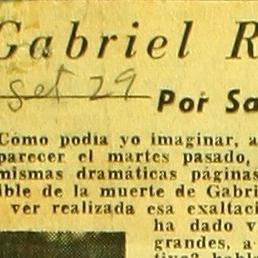 Gabriel R
set 29
Por Sa
Como podía yo imaginar, a
parecer el martes pasado,
mismas dramáticas páginas
ible de la muerte de Gabri
ver realizada esa exaltaci
ha dado v
grandes, a